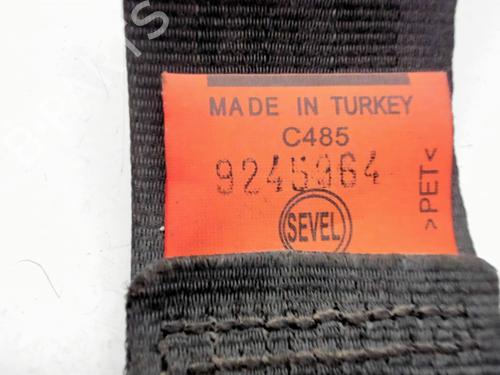 MADE IN TURKEY
C485
9245964
SEVEL
>PET<